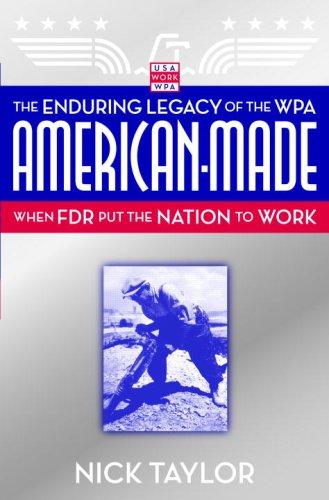 USA
WORK
WPA
THE ENDURING LEGACY OF THE WPA
AMERICAN-MADE
WHEN FDR PUT THE NATION TO WORK
NICK TAYLOR